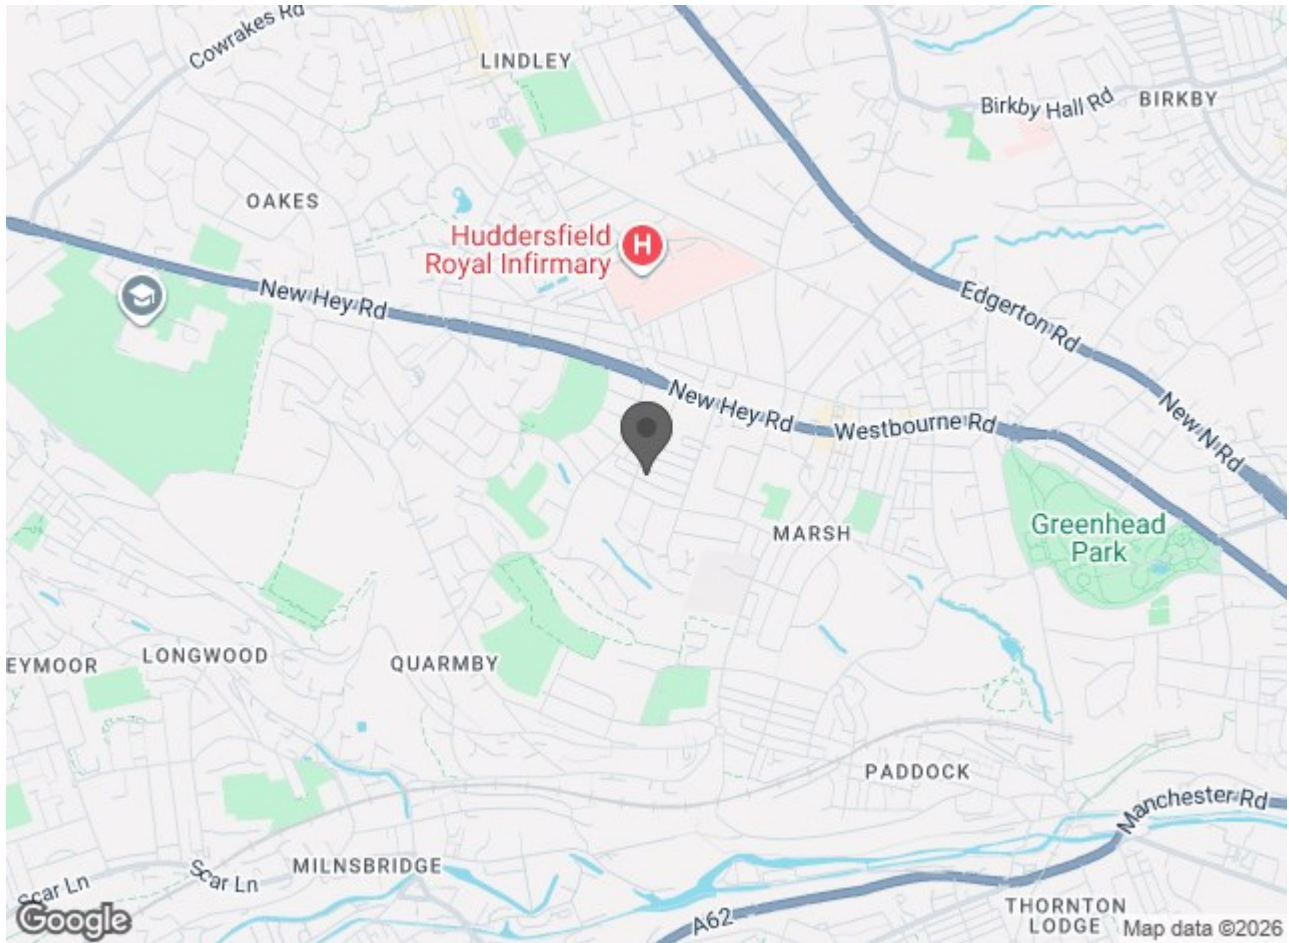 Cowrakes Rd
LINDLEY
Birkby Hall Rd
BIRKBY
OAKES
Huddersfield
Royal Infirmary
H
New Hey Rd
Edgerton Rd
New Hey Rd
Westbourne Rd
New N Rd
MARSH
Greenhead
Park
EYMOOR
LONGWOOD
QUARMBY
PADDOCK
Manchester Rd
MILNSBRIDGE
Scar Ln
Scar Ln
A62
THORNTON
LODGE
Google
Map data ©2026